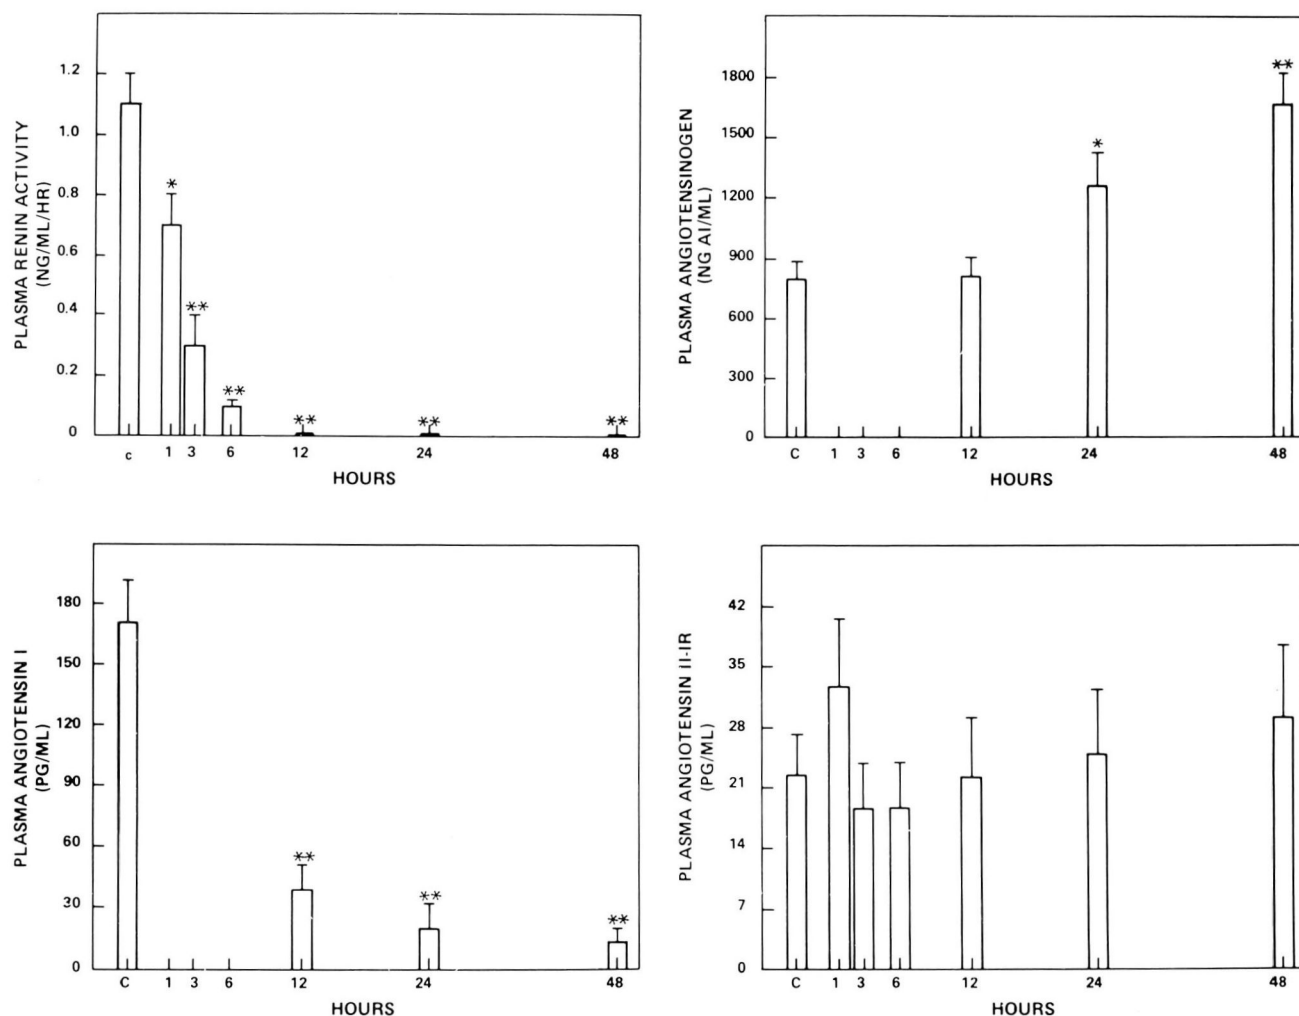 PLASMA RENIN ACTIVITY
(NG/ML/HR)
1.2
1.0
0.8
0.6
0.4
0.2
0
*
**
**
**
**
**
c 1 3 6 12 24 48
HOURS
PLASMA ANGIOTENSINOGEN
(NG AI/ML)
1800
1500
1200
900
600
300
0
*
**
C 1 3 6 12 24 48
HOURS
PLASMA ANGIOTENSIN I
(PG/ML)
180
150
120
90
60
30
0
**
**
**
C 1 3 6 12 24 48
HOURS
PLASMA ANGIOTENSIN II-IR
(PG/ML)
42
35
28
21
14
7
0
C 1 3 6 12 24 48
HOURS